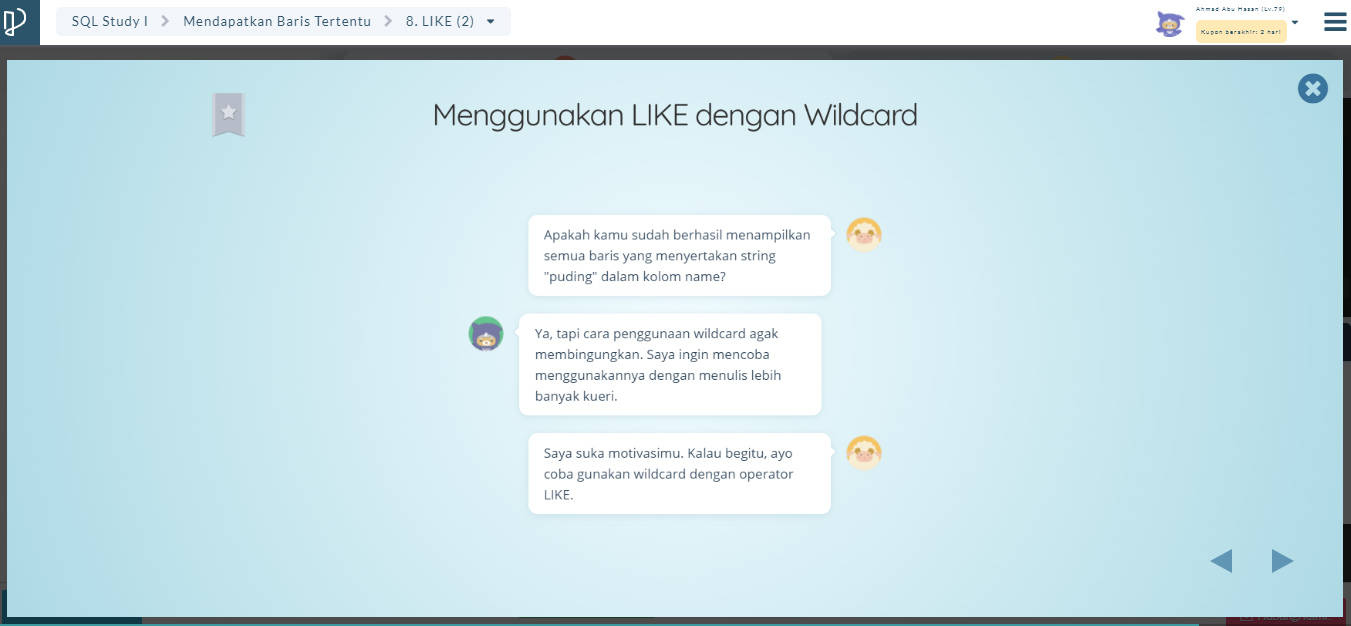 SQL Study I
Mendapatkan Baris Tertentu
8. LIKE (2)
Ahmad Abu Hasan (Lv.79)
Kupon berakhir: 2 hari
Menggunakan LIKE dengan Wildcard
Apakah kamu sudah berhasil menampilkan
semua baris yang menyertakan string
"puding" dalam kolom name?
Ya, tapi cara penggunaan wildcard agak
membingungkan. Saya ingin mencoba
menggunakannya dengan menulis lebih
banyak kueri.
Saya suka motivasimu. Kalau begitu, ayo
coba gunakan wildcard dengan operator
LIKE.